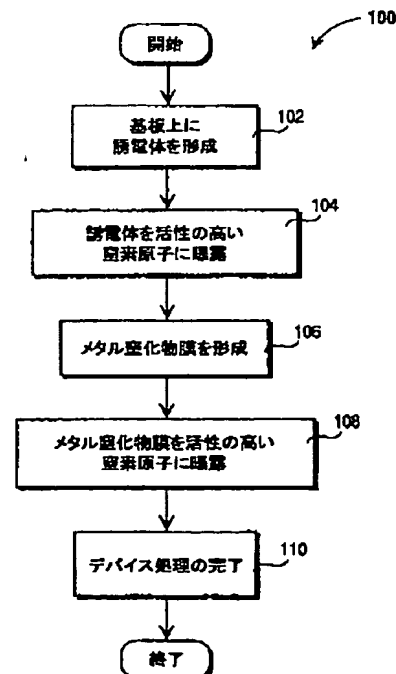 100
開始
102
基板上に
誘電体を形成
104
誘電体を活性の高い
窒素原子に曝露
106
メタル窒化物膜を形成
108
メタル窒化物膜を活性の高い
窒素原子に曝露
110
デバイス処理の完了
終了